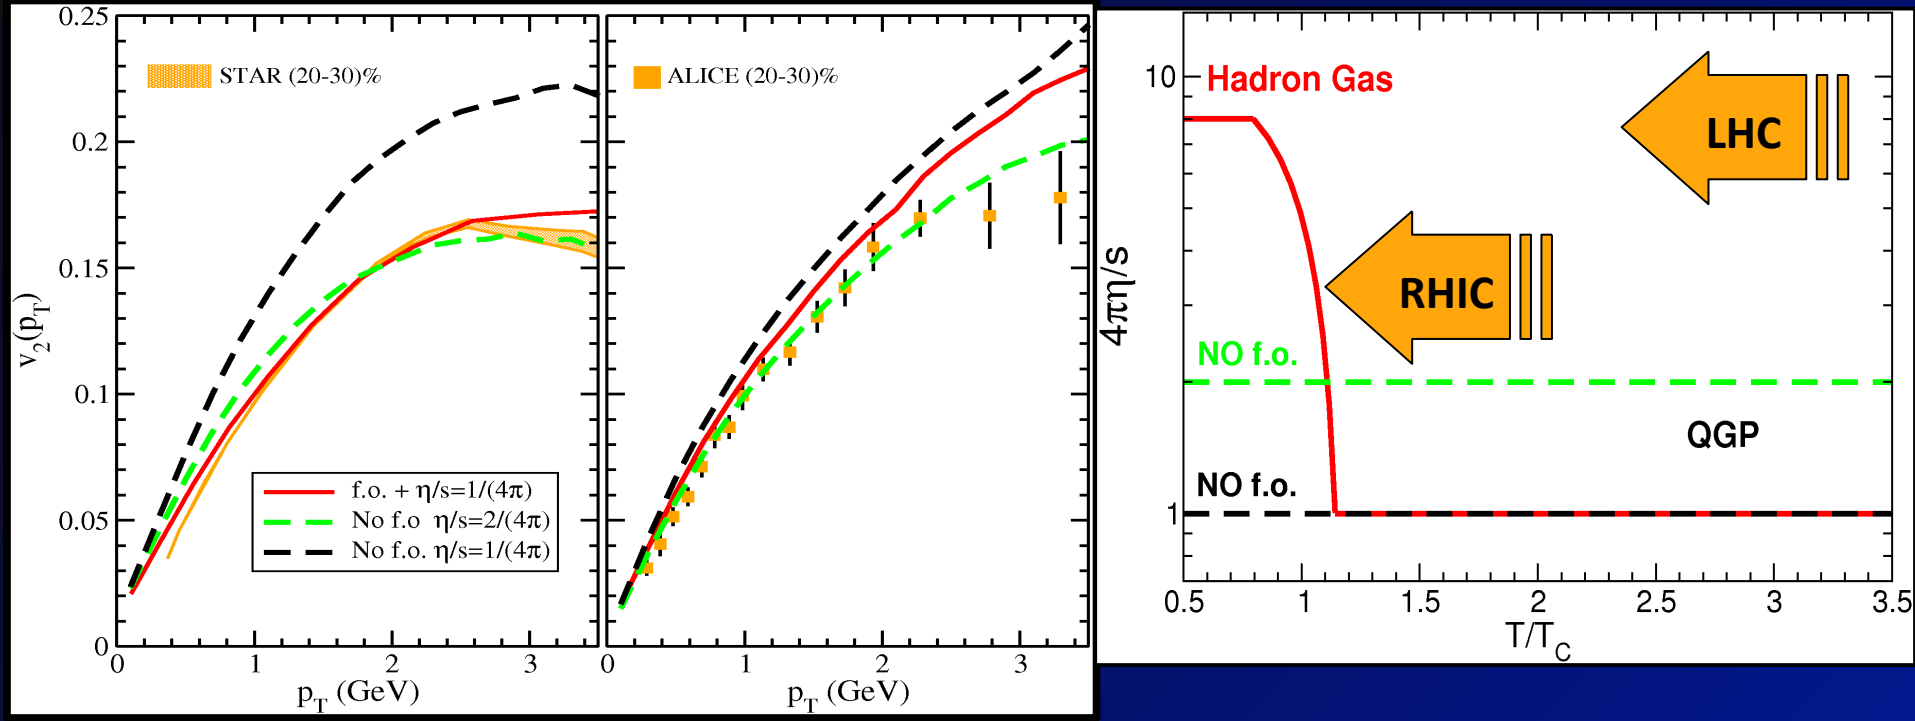 0.25
0.2
0.15
0.1
0.05
0
v2(pT)
STAR (20-30)%
f.o. + η/s=1/(4π)
No f.o η/s=2/(4π)
No f.o. η/s=1/(4π)
0 1 2 3
pT (GeV)
ALICE (20-30)%
0 1 2 3
pT (GeV)
10
1
4πη/s
Hadron Gas
LHC
RHIC
NO f.o.
QGP
NO f.o.
0.5 1 1.5 2 2.5 3 3.5
T/TC